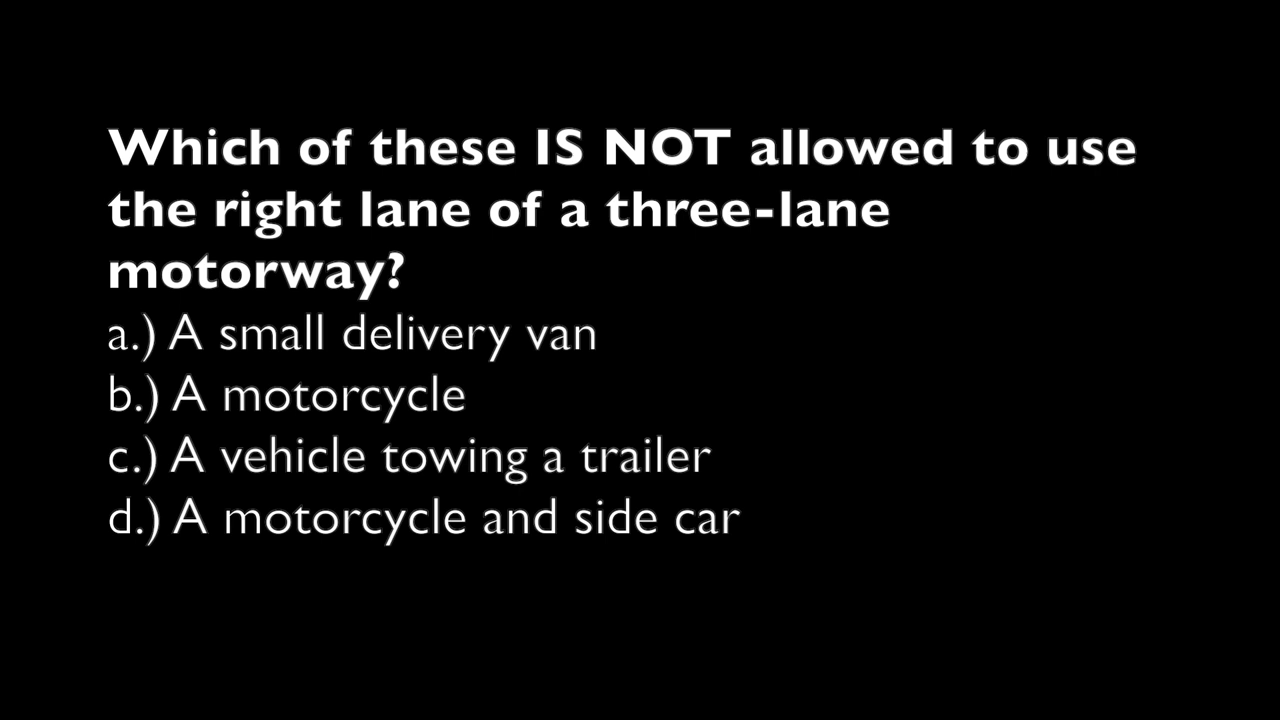 Which of these IS NOT allowed to use
the right lane of a three-lane
motorway?
a.) A small delivery van
b.) A motorcycle
c.) A vehicle towing a trailer
d.) A motorcycle and side car